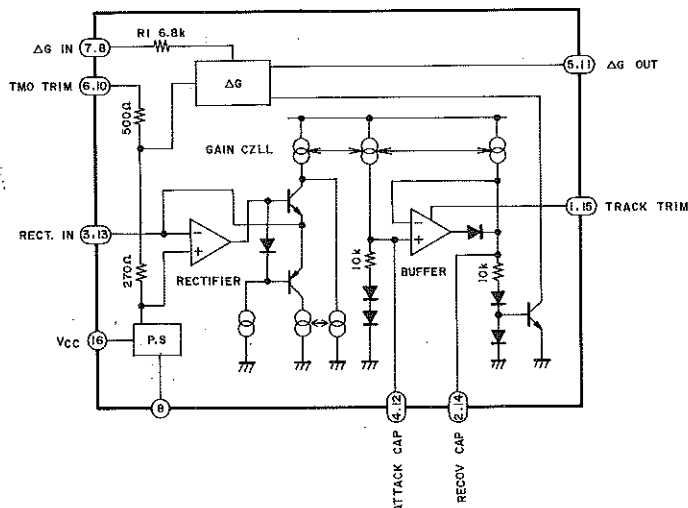 R1 6.8k
ΔG IN 7.8
ΔG
5.11 ΔG OUT
TMO TRIM 6.10
500Ω
GAIN CZLL
RECT. IN 3.13
−
+
RECTIFIER
−
+
BUFFER
10k
10k
1.15 TRACK TRIM
270Ω
VCC 16
P.S
8
4.12
ATTACK CAP
2.14
RECOV CAP